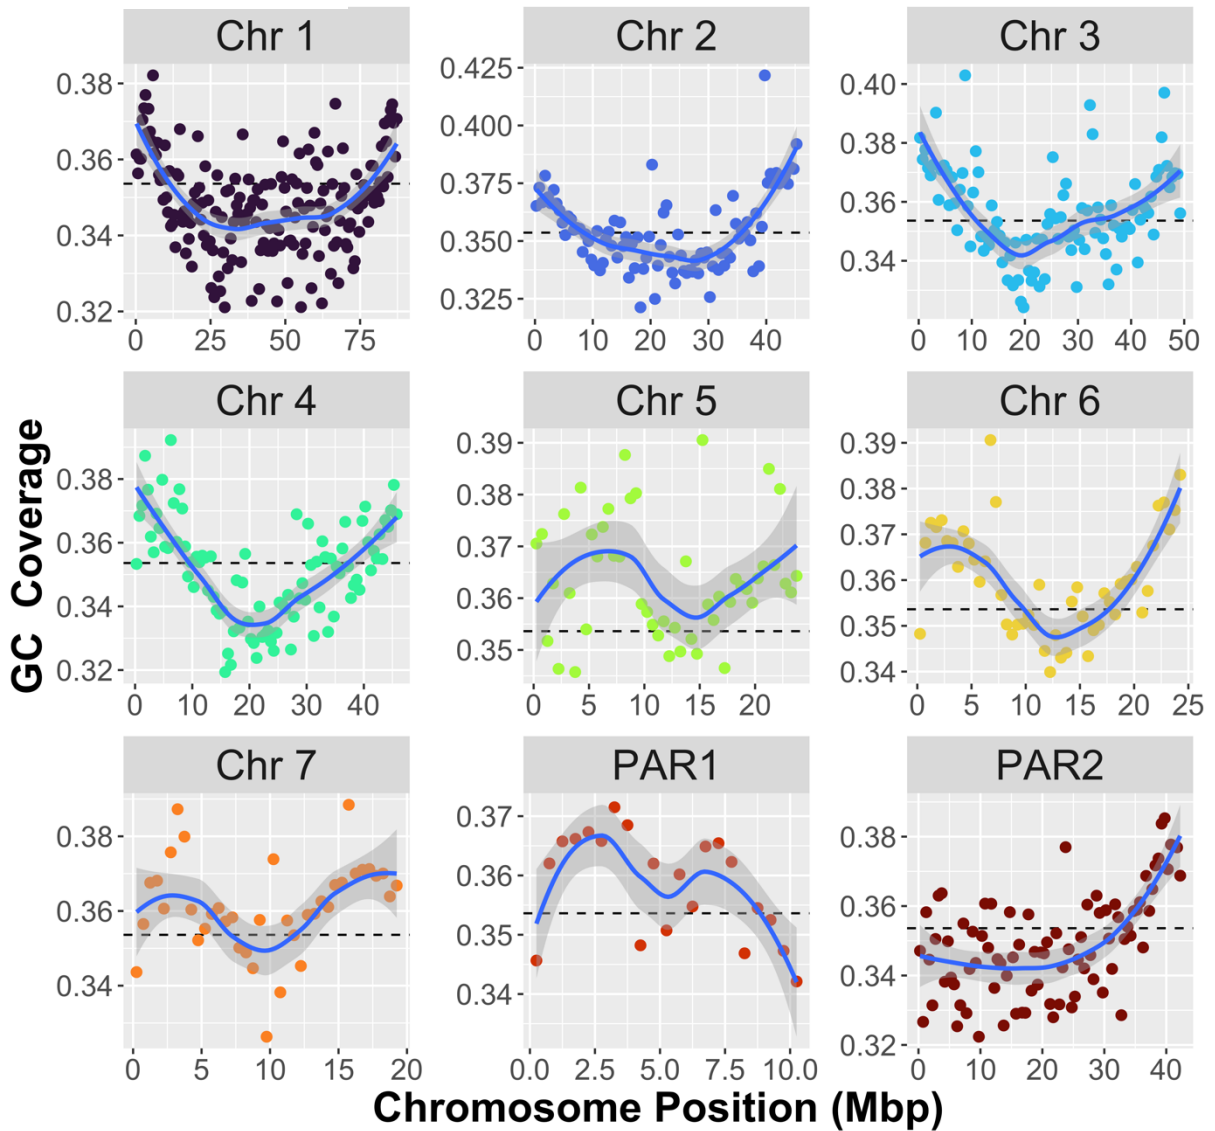 Chr 1
0.38
0.36
0.34
0.32
0 25 50 75
Chr 2
0.425
0.400
0.375
0.350
0.325
0 10 20 30 40
Chr 3
0.40
0.38
0.36
0.34
0 10 20 30 40 50
Chr 4
0.38
0.36
0.34
0.32
0 10 20 30 40
Chr 5
0.39
0.38
0.37
0.36
0.35
0 5 10 15 20
Chr 6
0.39
0.38
0.37
0.36
0.35
0.34
0 5 10 15 20 25
Chr 7
0.38
0.36
0.34
0 5 10 15 20
PAR1
0.37
0.36
0.35
0.34
0.0 2.5 5.0 7.5 10.0
PAR2
0.38
0.36
0.34
0.32
0 10 20 30 40
GC Coverage
Chromosome Position (Mbp)